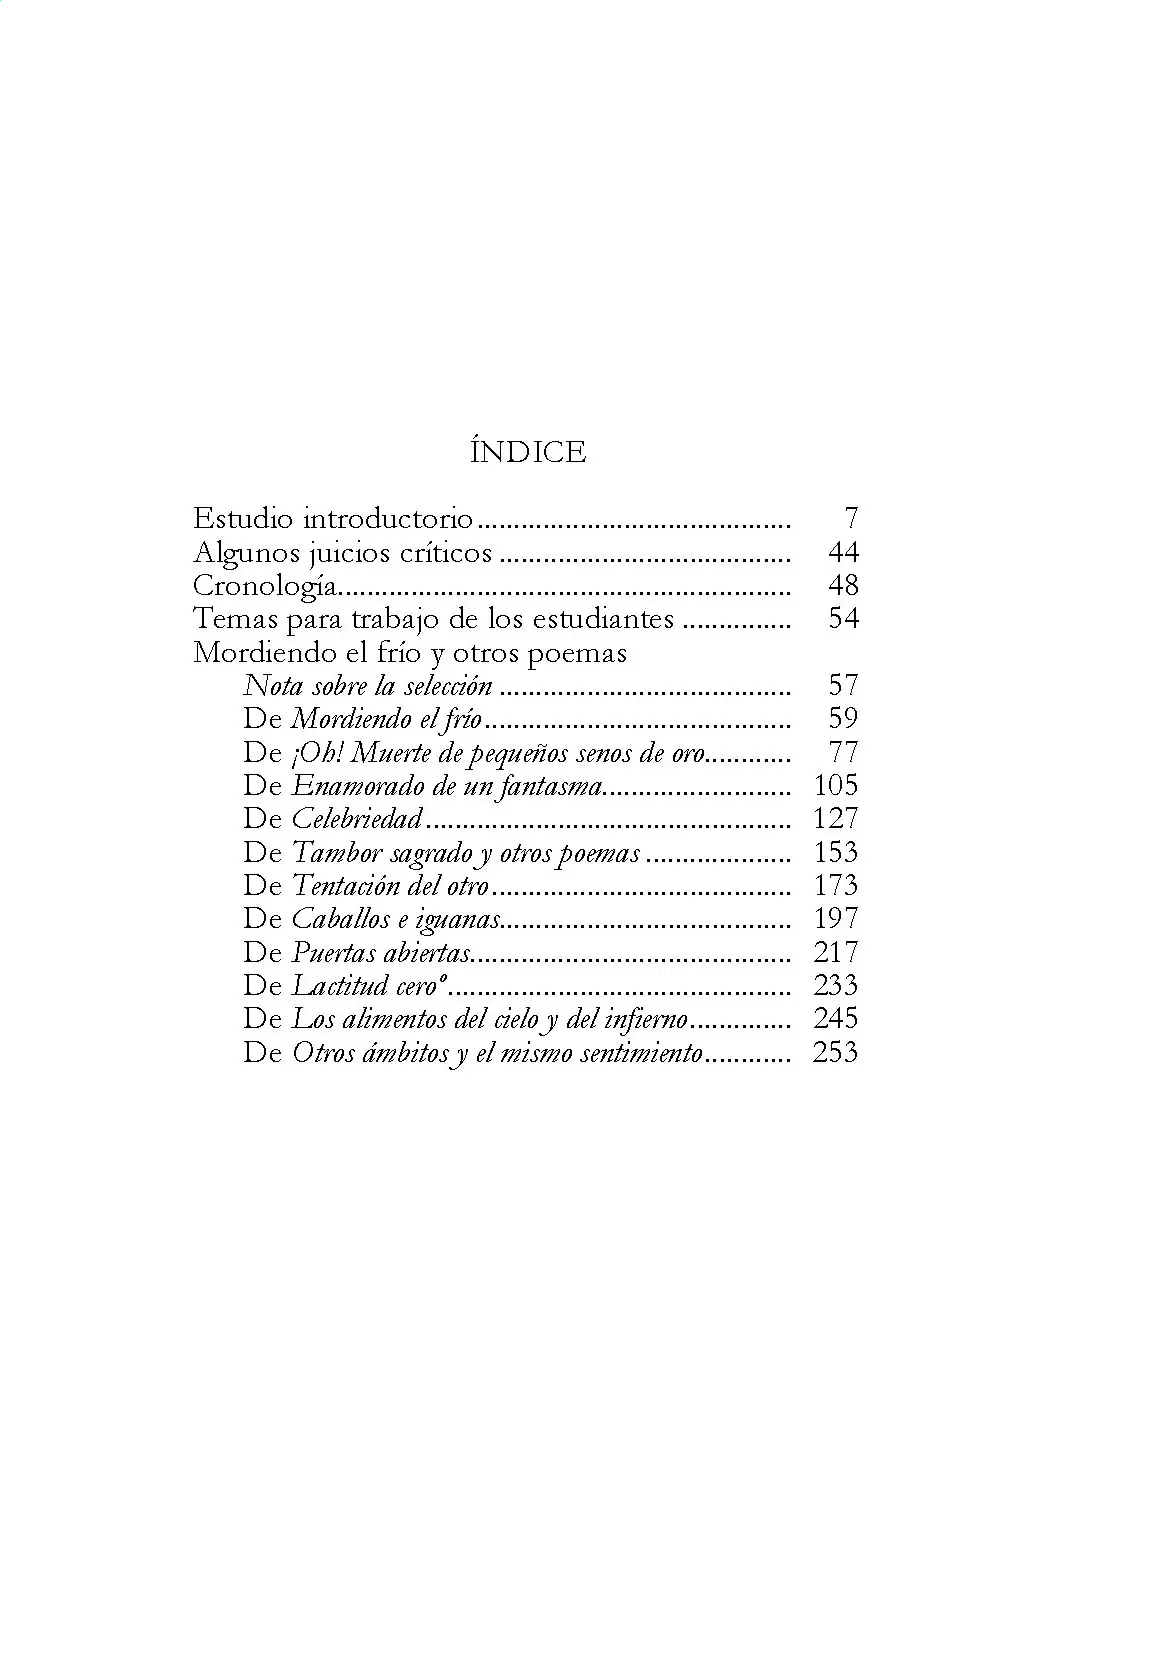 ÍNDICE
Estudio introductorio ........................................... 7
Algunos juicios críticos ........................................ 44
Cronología.............................................................. 48
Temas para trabajo de los estudiantes ............... 54
Mordiendo el frío y otros poemas
Nota sobre la selección ........................................ 57
De Mordiendo el frío.......................................... 59
De ¡Oh! Muerte de pequeños senos de oro............ 77
De Enamorado de un fantasma.......................... 105
De Celebriedad.................................................. 127
De Tambor sagrado y otros poemas .................... 153
De Tentación del otro......................................... 173
De Caballos e iguanas........................................ 197
De Puertas abiertas............................................ 217
De Lactitud cero°............................................... 233
De Los alimentos del cielo y del infierno.............. 245
De Otros ámbitos y el mismo sentimiento............ 253